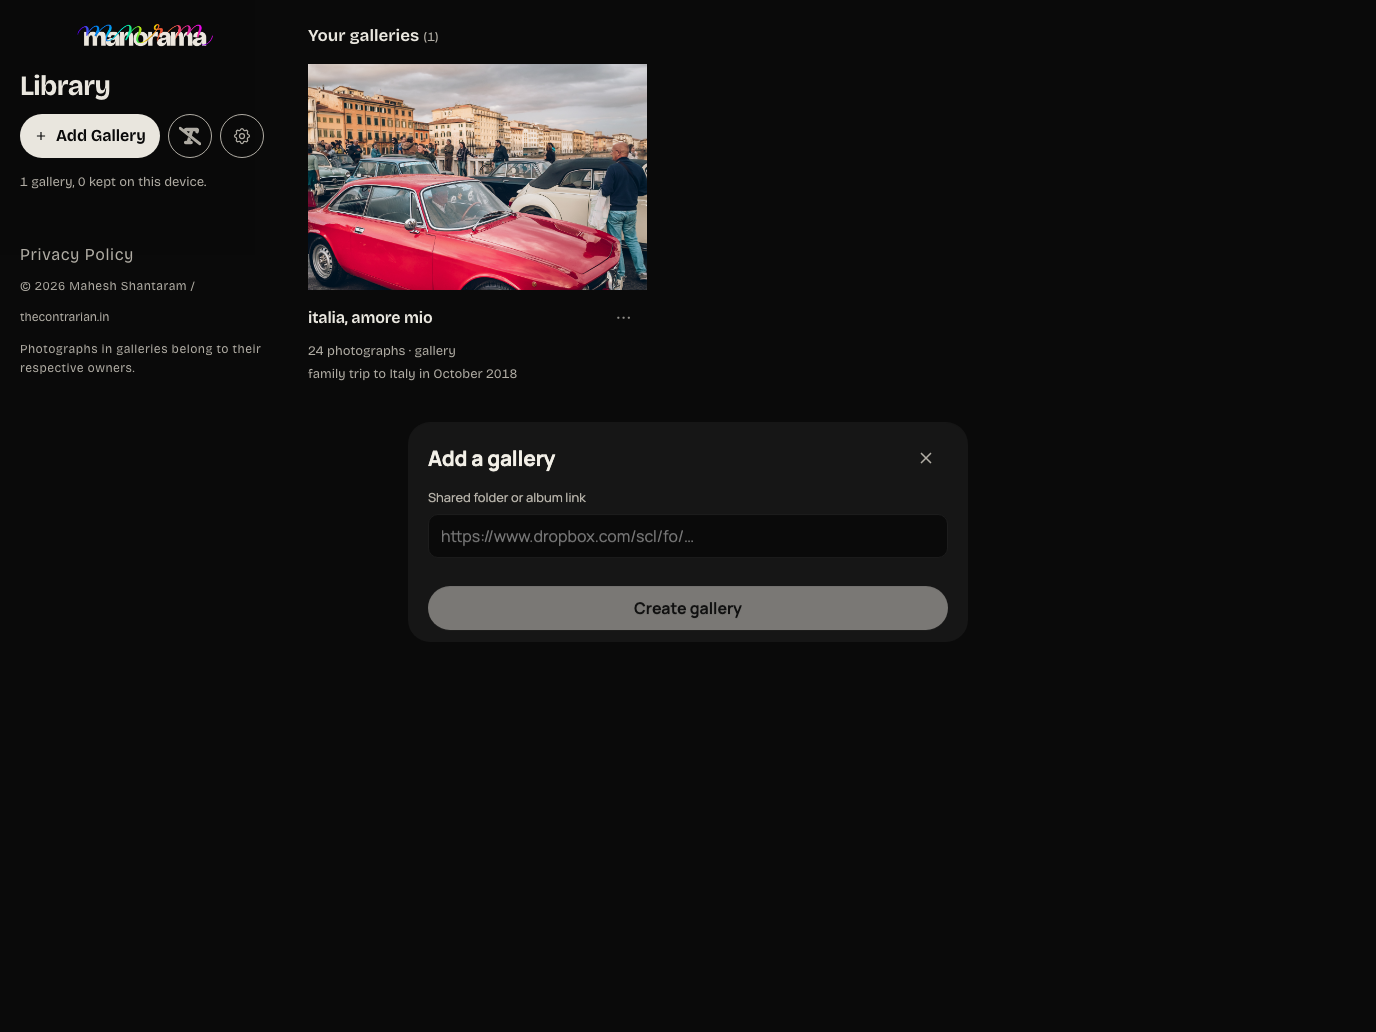 manorama
Library
+ Add Gallery
1 gallery, 0 kept on this device.
Privacy Policy
© 2026 Mahesh Shantaram /
thecontrarian.in
Photographs in galleries belong to their
respective owners.
Your galleries (1)
italia, amore mio
24 photographs · gallery
family trip to Italy in October 2018
Add a gallery
Shared folder or album link
https://www.dropbox.com/scl/fo/…
Create gallery